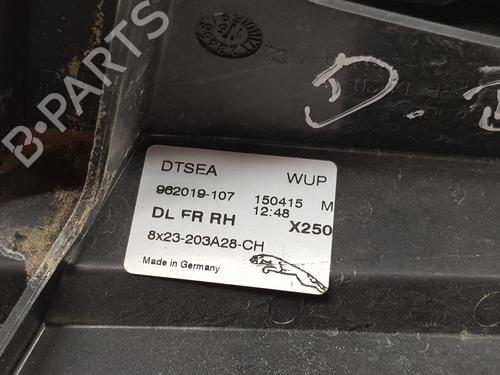 B-PARTS
DTSEA WUP
962019-107 150415 M
DL FR RH 12:48 X250
8x23-203A28-CH
Made in Germany